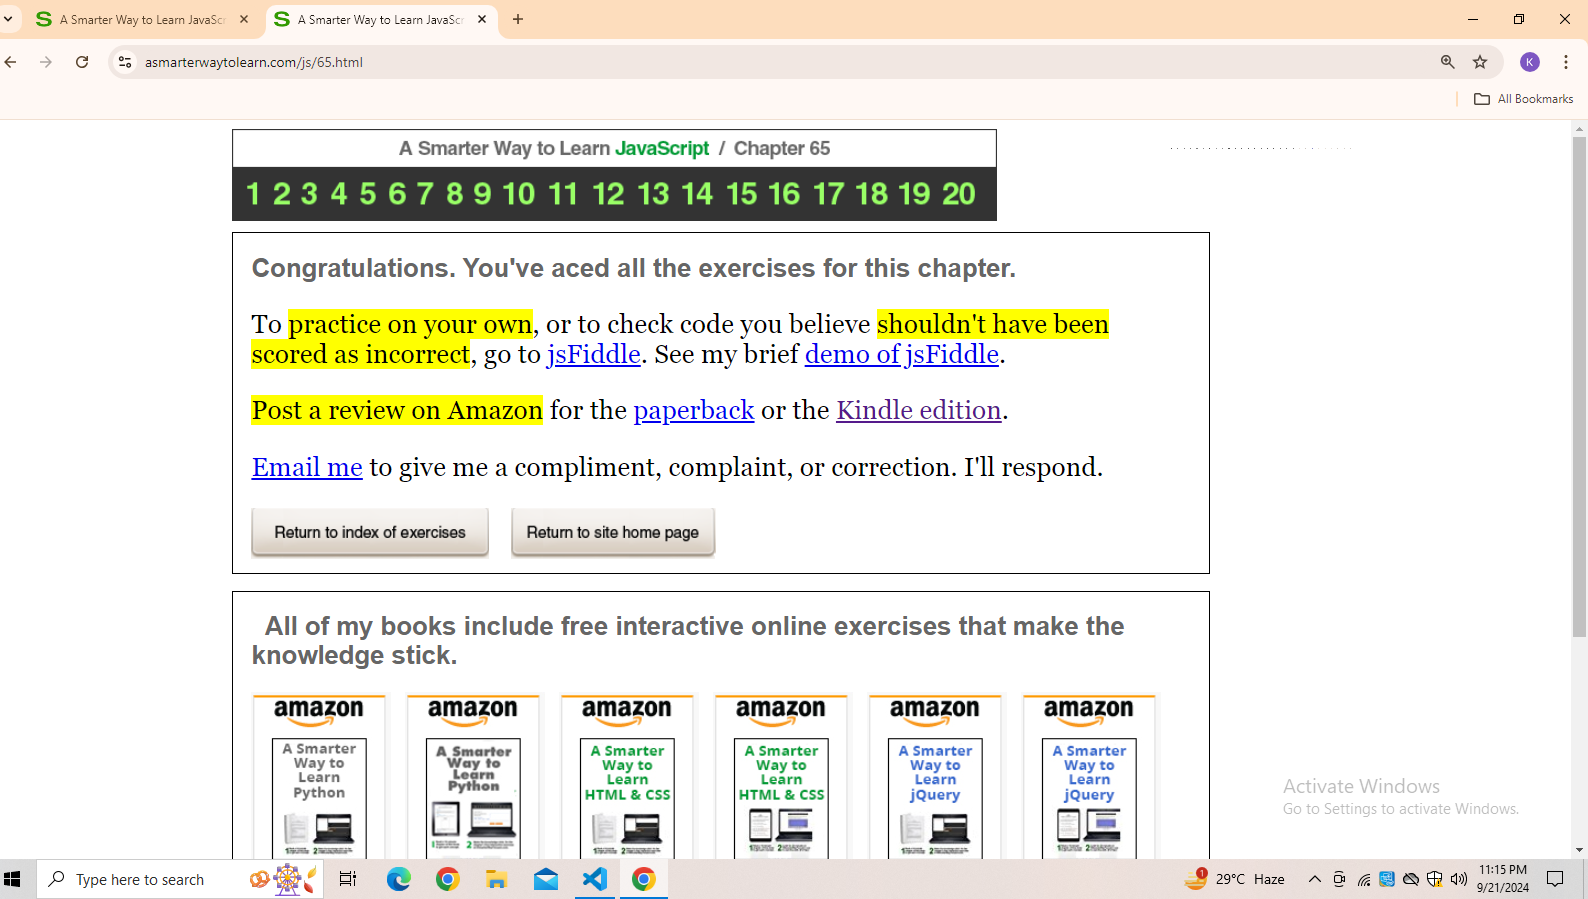 A Smarter Way to Learn JavaScr
A Smarter Way to Learn JavaScr
asmarterwaytolearn.com/js/65.html
K
All Bookmarks
A Smarter Way to Learn JavaScript / Chapter 65
1 2 3 4 5 6 7 8 9 10 11 12 13 14 15 16 17 18 19 20
Congratulations. You've aced all the exercises for this chapter.
To practice on your own, or to check code you believe shouldn't have been
scored as incorrect, go to jsFiddle. See my brief demo of jsFiddle.
Post a review on Amazon for the paperback or the Kindle edition.
Email me to give me a compliment, complaint, or correction. I'll respond.
Return to index of exercises Return to site home page
All of my books include free interactive online exercises that make the
knowledge stick.
amazon amazon amazon amazon amazon amazon
A Smarter
Way to
Learn
Python
A Smarter
Way to
Learn
Python
A Smarter
Way to
Learn
HTML & CSS
A Smarter
Way to
Learn
HTML & CSS
A Smarter
Way to
Learn
jQuery
A Smarter
Way to
Learn
jQuery
Activate Windows
Go to Settings to activate Windows.
Type here to search
1
29°C Haze
11:15 PM
9/21/2024